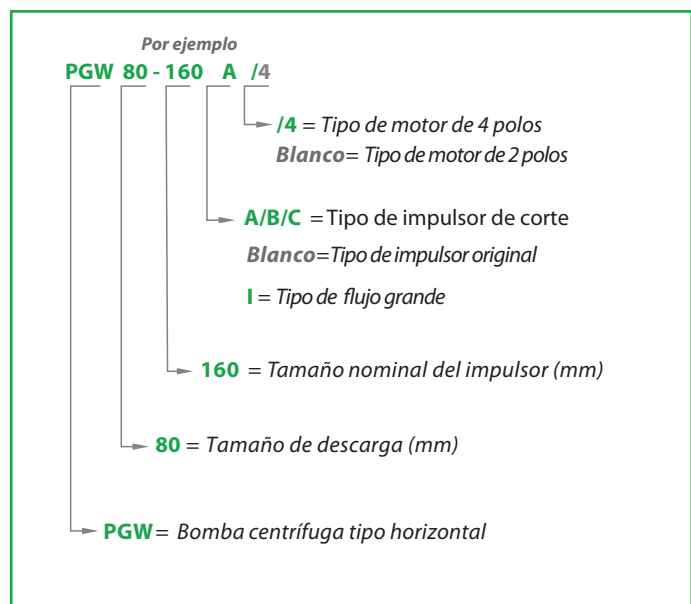 Por ejemplo
PGW 80 - 160 A /4
/4 = Tipo de motor de 4 polos
Blanco= Tipo de motor de 2 polos
A/B/C =Tipo de impulsor de corte
Blanco=Tipo de impulsor original
I = Tipo de flujo grande
160 = Tamaño nominal del impulsor (mm)
80 = Tamaño de descarga (mm)
PGW= Bomba centrífuga tipo horizontal